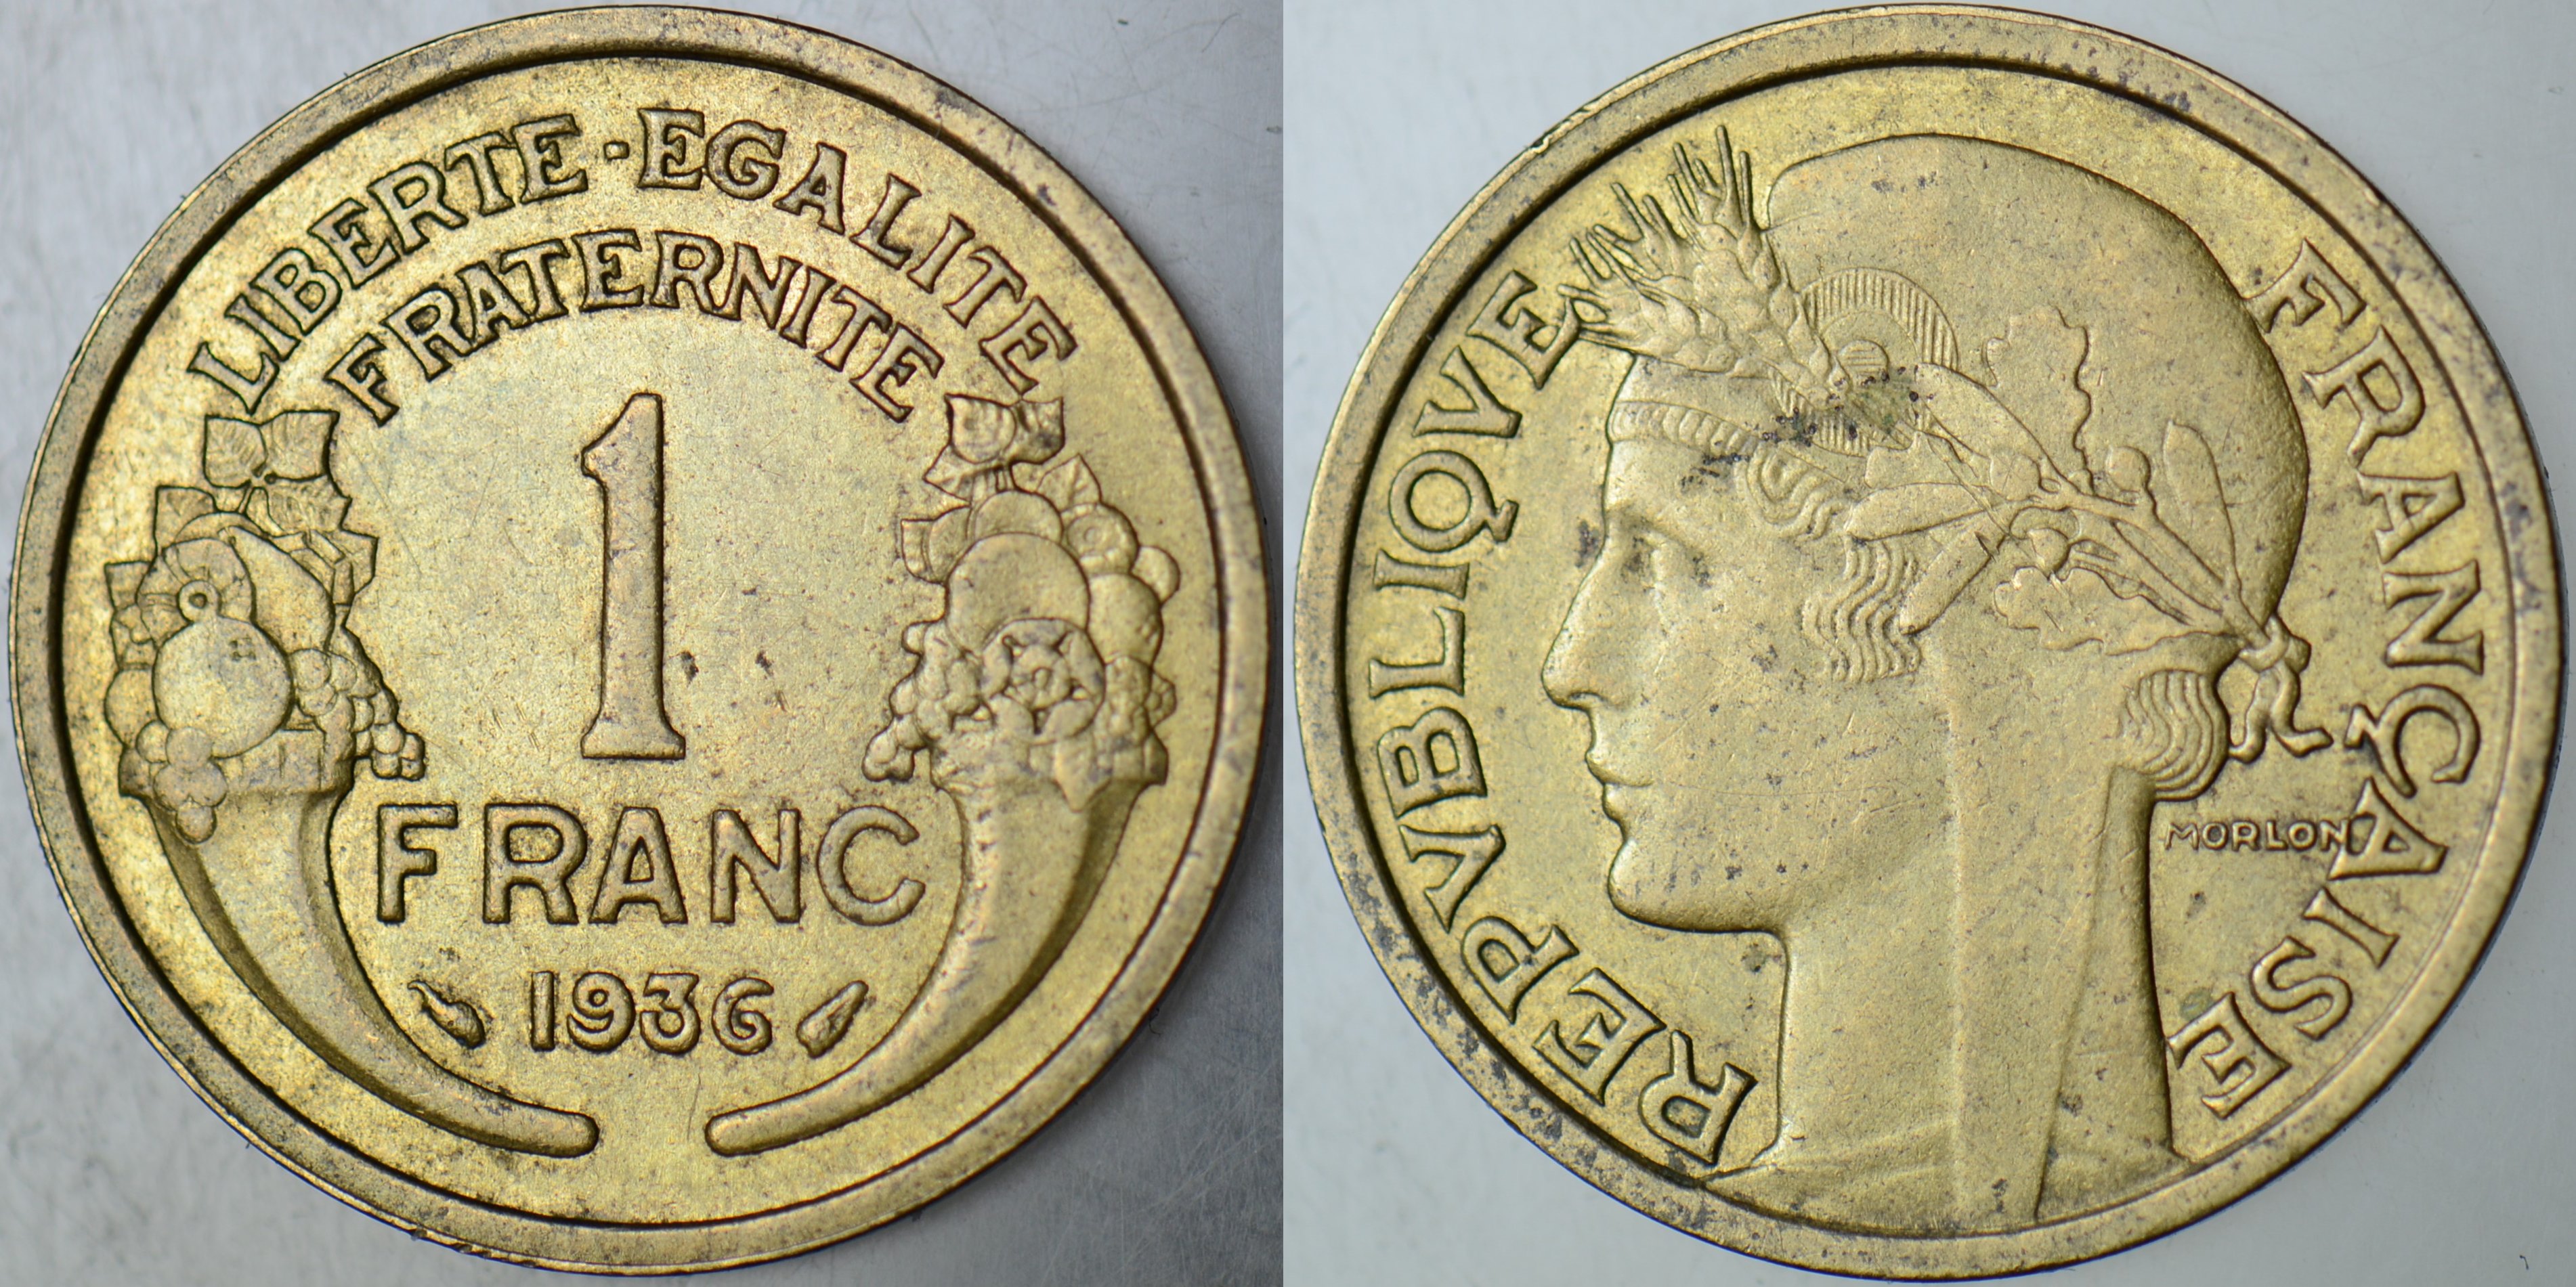 LIBERTE-EGALITE
FRATERNITE
1
FRANC
1936
REPVBLIQVE FRANÇAISE
MORLON